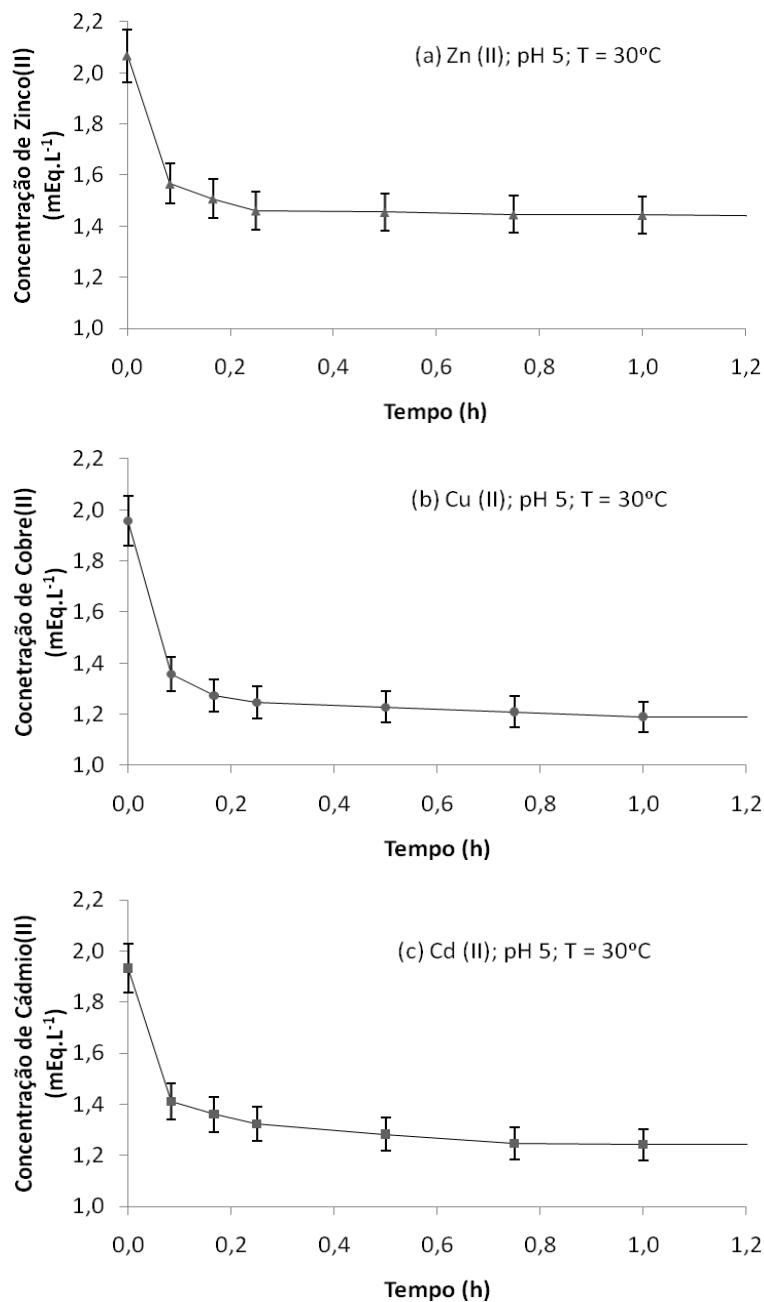 (a) Zn (II); pH 5; T = 30ºC
Concentração de Zinco(II)
(mEq.L-1)
2,2
2,0
1,8
1,6
1,4
1,2
1,0
0,0 0,2 0,4 0,6 0,8 1,0 1,2
Tempo (h)
(b) Cu (II); pH 5; T = 30ºC
Cocnetração de Cobre(II)
(mEq.L-1)
2,2
2,0
1,8
1,6
1,4
1,2
1,0
0,0 0,2 0,4 0,6 0,8 1,0 1,2
Tempo (h)
(c) Cd (II); pH 5; T = 30ºC
Concentração de Cádmio(II)
(mEq.L-1)
2,2
2,0
1,8
1,6
1,4
1,2
1,0
0,0 0,2 0,4 0,6 0,8 1,0 1,2
Tempo (h)